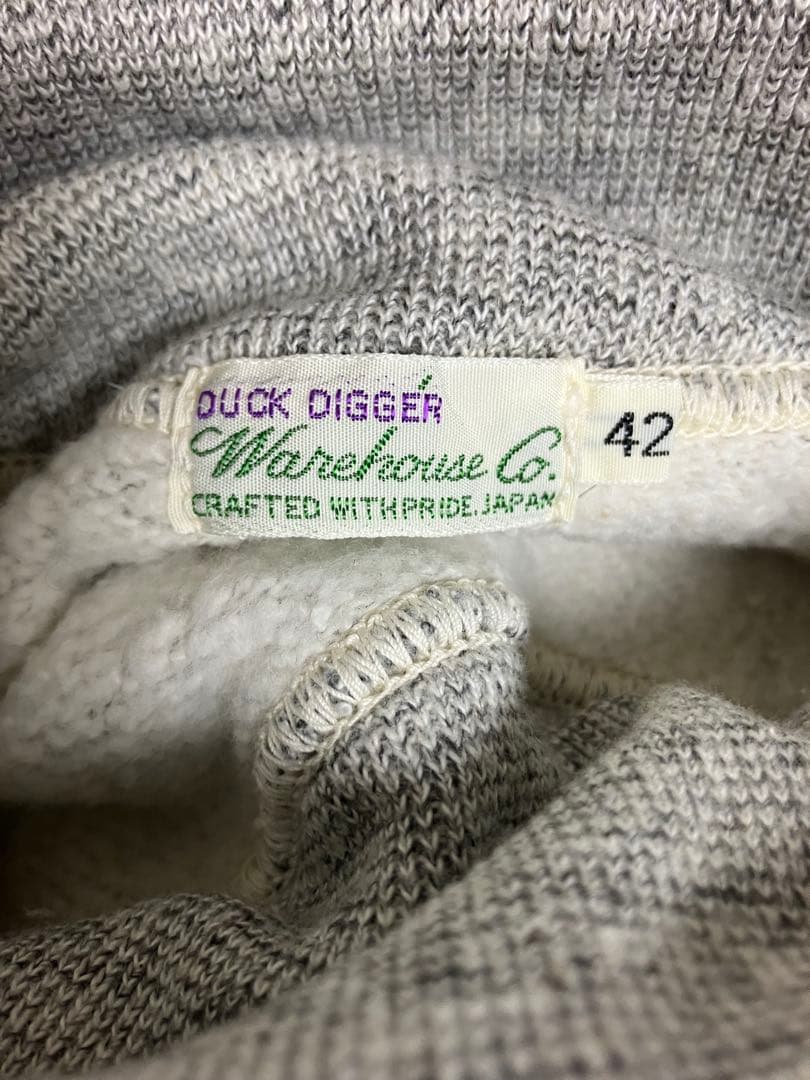 DUCK DIGGER
Warehouse Co.
CRAFTED WITH PRIDE JAPAN
42